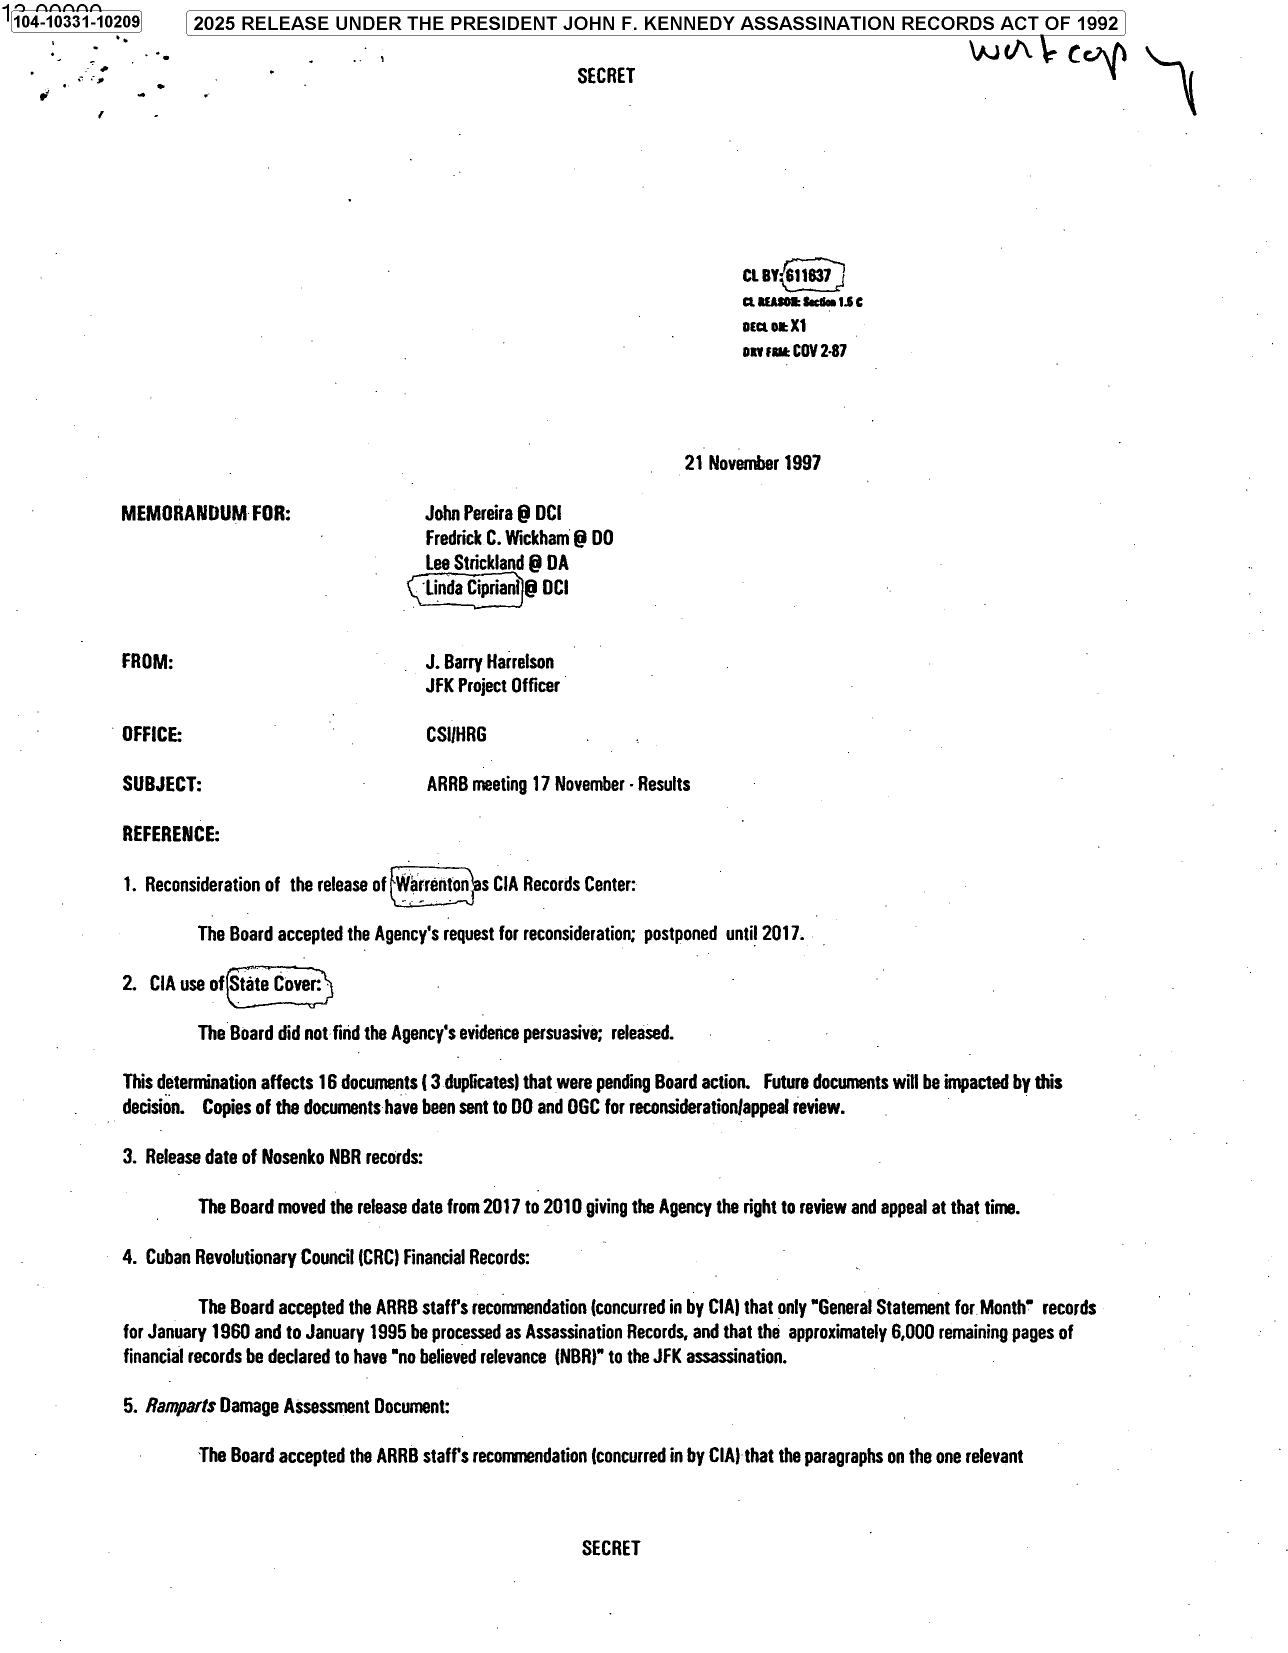 104-10331-10209
2025 RELEASE UNDER THE PRESIDENT JOHN F. KENNEDY ASSASSINATION RECORDS ACT OF 1992
work copy
SECRET
CL BY: 611637
CL REASON: Section 1.5 C
DECL ON: X1
DRV FRM: COV 2-87
21 November 1997
MEMORANDUM FOR: John Pereira @ DCI
Fredrick C. Wickham @ DO
Lee Strickland @ DA
Linda Cipriani @ DCI
FROM: J. Barry Harrelson
JFK Project Officer
OFFICE: CSI/HRG
SUBJECT: ARRB meeting 17 November - Results
REFERENCE:
1. Reconsideration of the release of Warrenton as CIA Records Center:
The Board accepted the Agency's request for reconsideration; postponed until 2017.
2. CIA use of State Cover:
The Board did not find the Agency's evidence persuasive; released.
This determination affects 16 documents ( 3 duplicates) that were pending Board action. Future documents will be impacted by this
decision. Copies of the documents have been sent to DO and OGC for reconsideration/appeal review.
3. Release date of Nosenko NBR records:
The Board moved the release date from 2017 to 2010 giving the Agency the right to review and appeal at that time.
4. Cuban Revolutionary Council (CRC) Financial Records:
The Board accepted the ARRB staff's recommendation (concurred in by CIA) that only "General Statement for Month" records
for January 1960 and to January 1995 be processed as Assassination Records, and that the approximately 6,000 remaining pages of
financial records be declared to have "no believed relevance (NBR)" to the JFK assassination.
5. Ramparts Damage Assessment Document:
The Board accepted the ARRB staff's recommendation (concurred in by CIA) that the paragraphs on the one relevant
SECRET